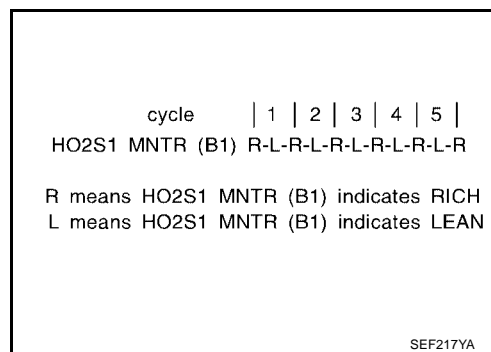 cycle | 1 | 2 | 3 | 4 | 5 |
HO2S1 MNTR (B1) R-L-R-L-R-L-R-L-R-L-R
R means HO2S1 MNTR (B1) indicates RICH
L means HO2S1 MNTR (B1) indicates LEAN
SEF217YA